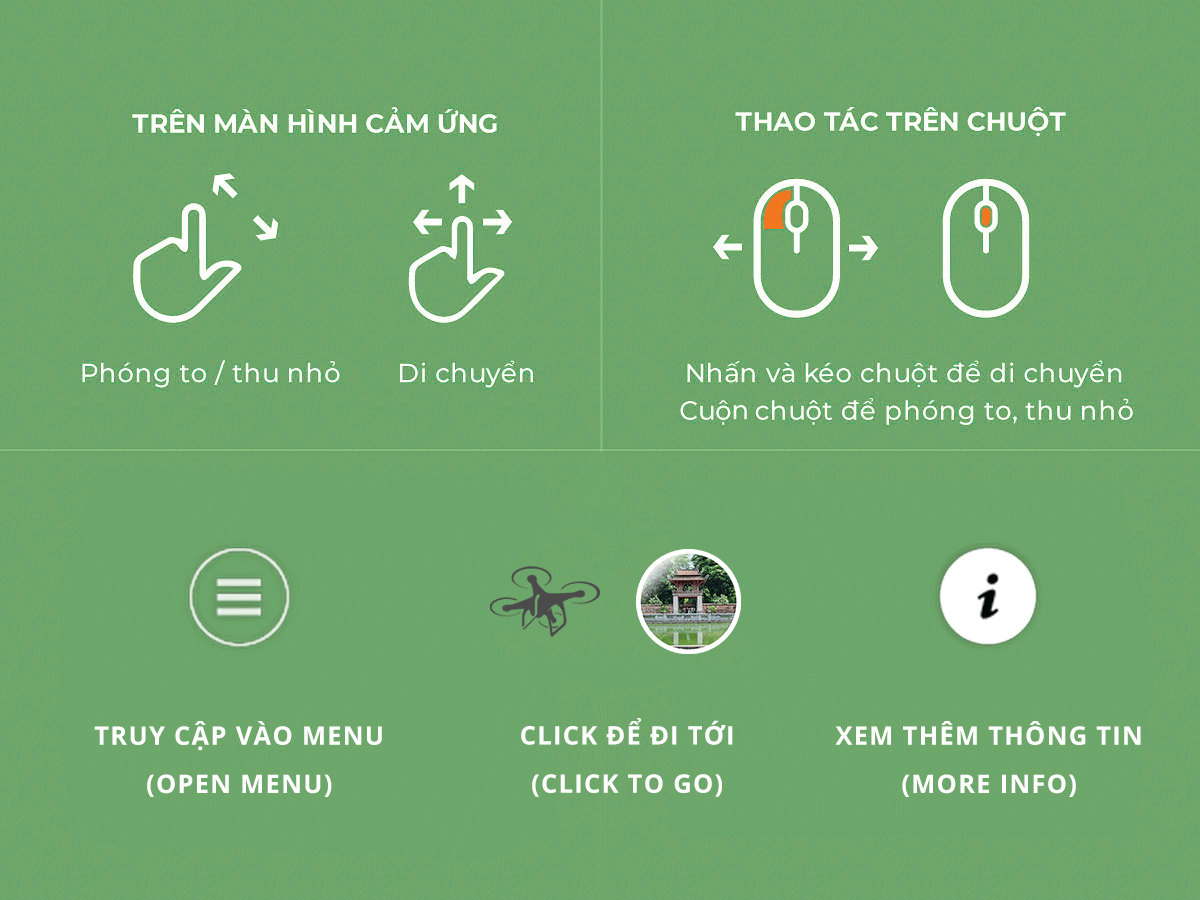 TRÊN MÀN HÌNH CẢM ỨNG
Phóng to / thu nhỏ
Di chuyển
THAO TÁC TRÊN CHUỘT
Nhấn và kéo chuột để di chuyển
Cuộn chuột để phóng to, thu nhỏ
TRUY CẬP VÀO MENU
(OPEN MENU)
CLICK ĐỂ ĐI TỚI
(CLICK TO GO)
i
XEM THÊM THÔNG TIN
(MORE INFO)